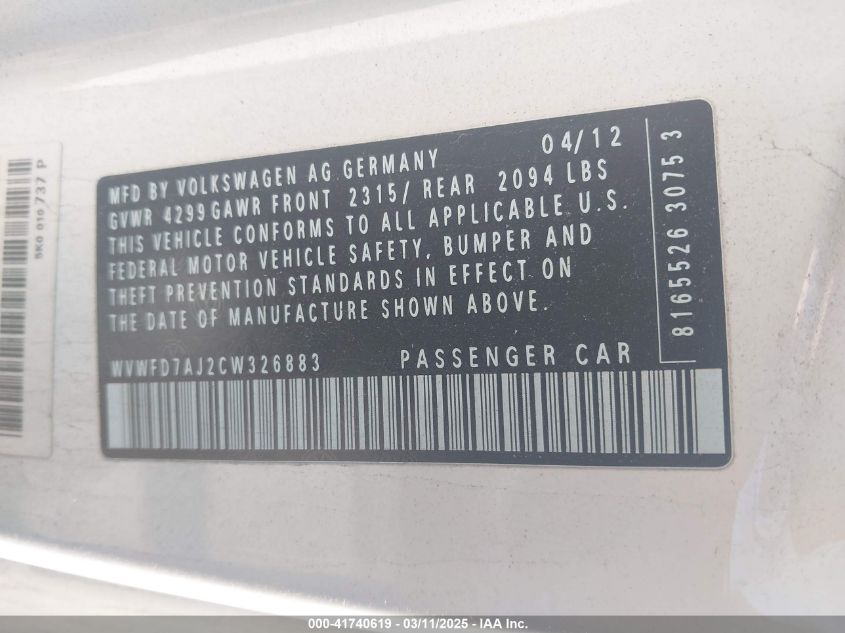 MFD BY VOLKSWAGEN AG GERMANY 04/12
GVWR 4299 GAWR FRONT 2315/ REAR 2094 LBS
THIS VEHICLE CONFORMS TO ALL APPLICABLE U.S.
FEDERAL MOTOR VEHICLE SAFETY, BUMPER AND
THEFT PREVENTION STANDARDS IN EFFECT ON
THE DATE OF MANUFACTURE SHOWN ABOVE.
WVWFD7AJ2CW326883 PASSENGER CAR
8165526 3075 3
5K0 010 737 P
000-41740619 - 03/11/2025 - IAA Inc.